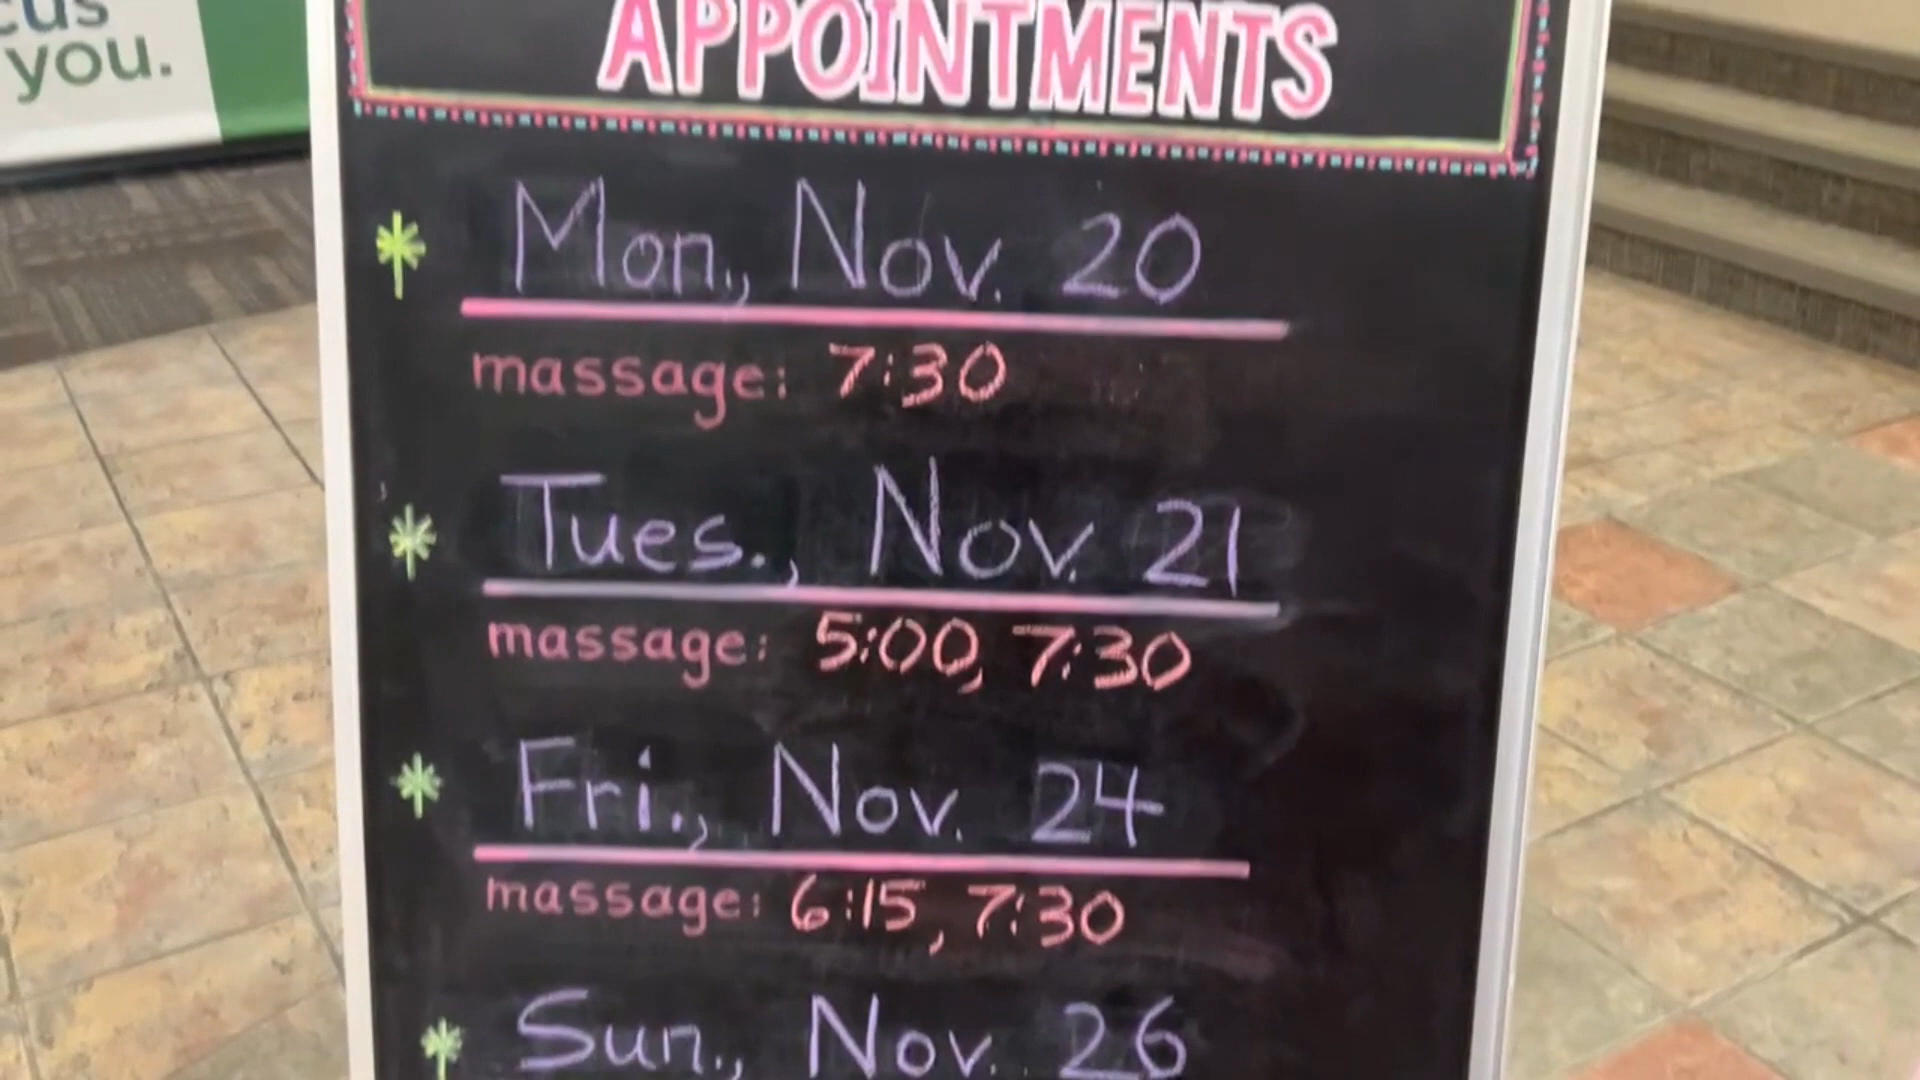 you.
APPOINTMENTS
Mon., Nov. 20
massage: 7:30
Tues., Nov. 21
massage: 5:00, 7:30
Fri., Nov. 24
massage: 6:15, 7:30
Sun., Nov. 26